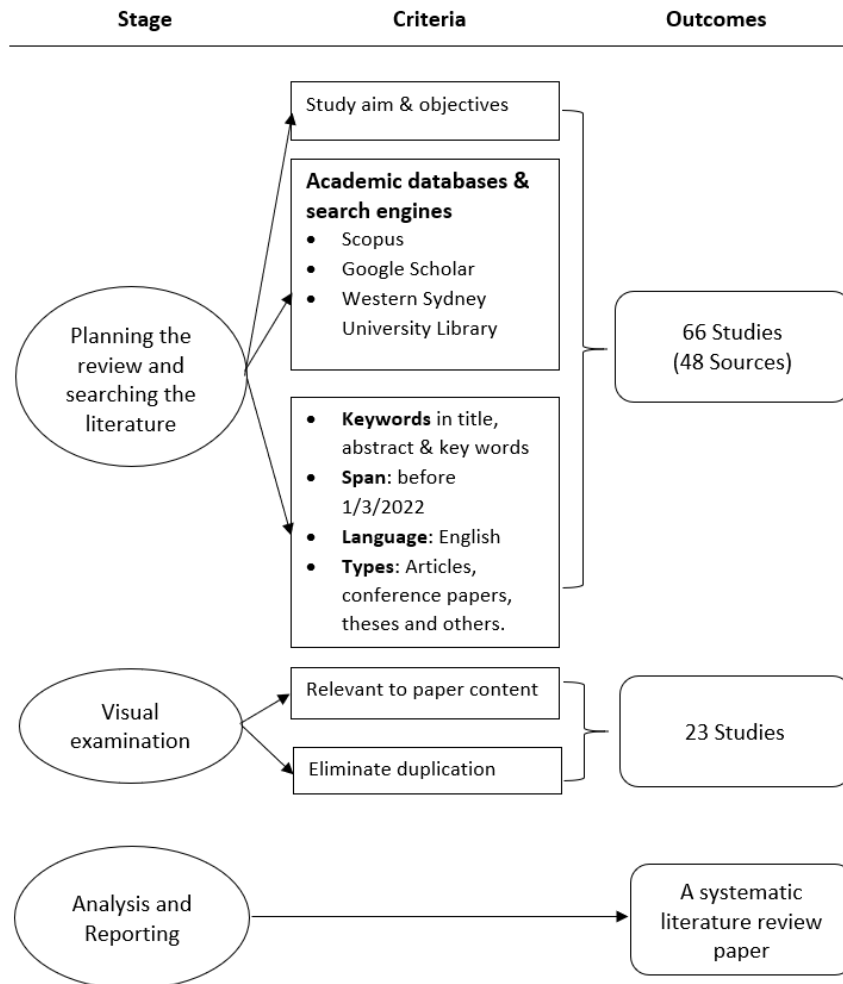 Stage Criteria Outcomes
Planning the
review and
searching the
literature
Study aim & objectives
Academic databases &
search engines
• Scopus
• Google Scholar
• Western Sydney
University Library
• Keywords in title,
abstract & key words
• Span: before
1/3/2022
• Language: English
• Types: Articles,
conference papers,
theses and others.
66 Studies
(48 Sources)
Visual
examination
Relevant to paper content
Eliminate duplication
23 Studies
Analysis and
Reporting
A systematic
literature review
paper